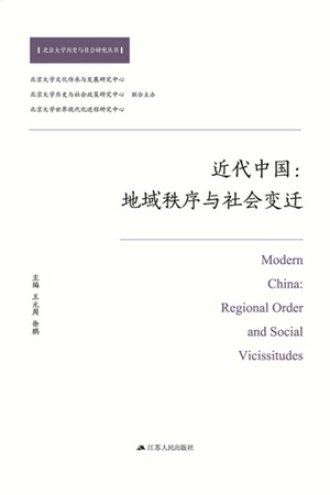 【北京大学历史与社会研究丛书】
北京大学文化传承与发展研究中心
北京大学历史与社会政策研究中心 联合主办
北京大学世界现代化进程研究中心
近代中国：
地域秩序与社会变迁
Modern
China:
Regional Order
and Social
Vicissitudes
主编 王元周 徐鹏
江苏人民出版社